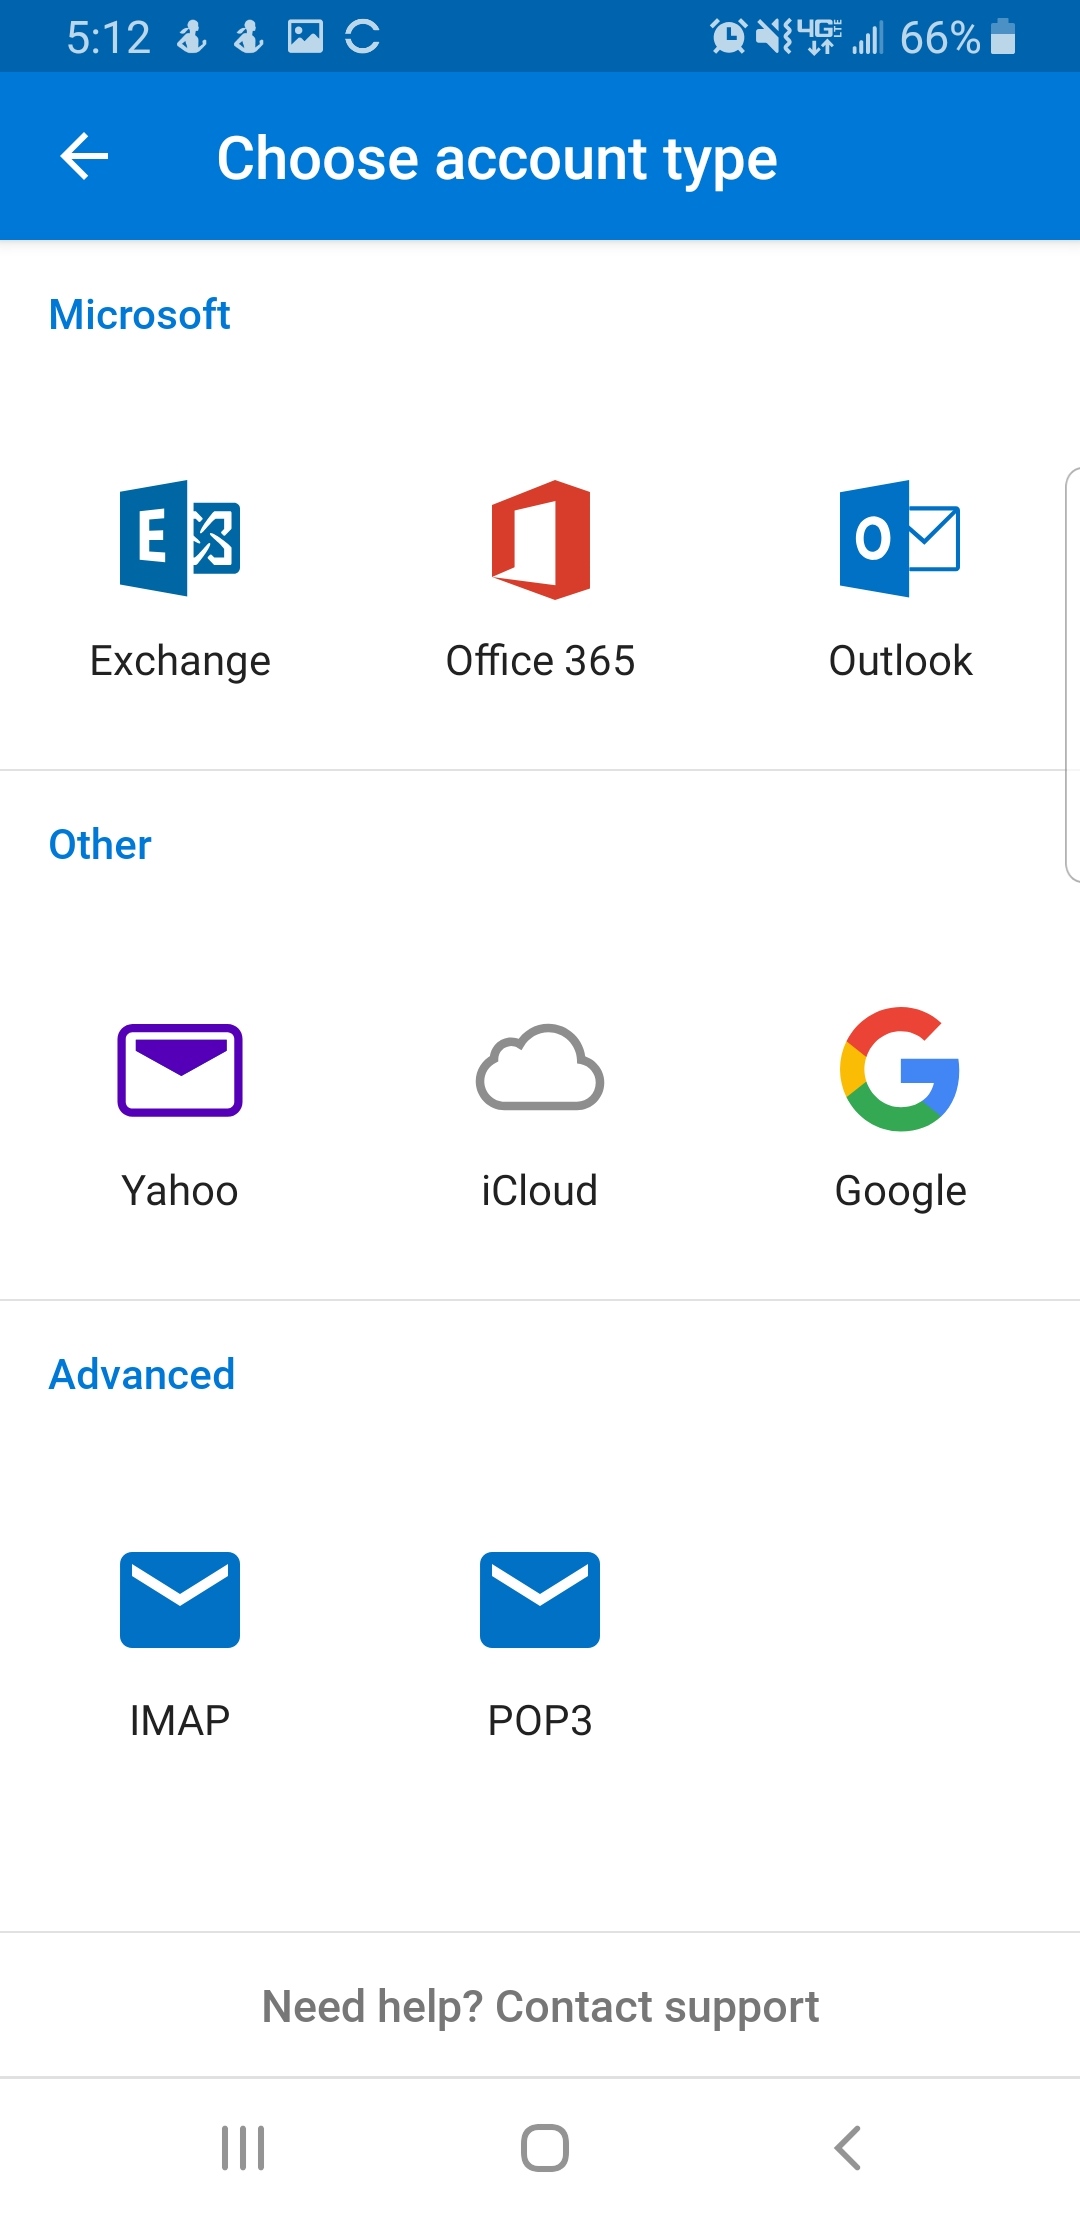 5:12 4G LTE 66%
Choose account type
Microsoft
Exchange Office 365 Outlook
Other
Yahoo iCloud Google
Advanced
IMAP POP3
Need help? Contact support